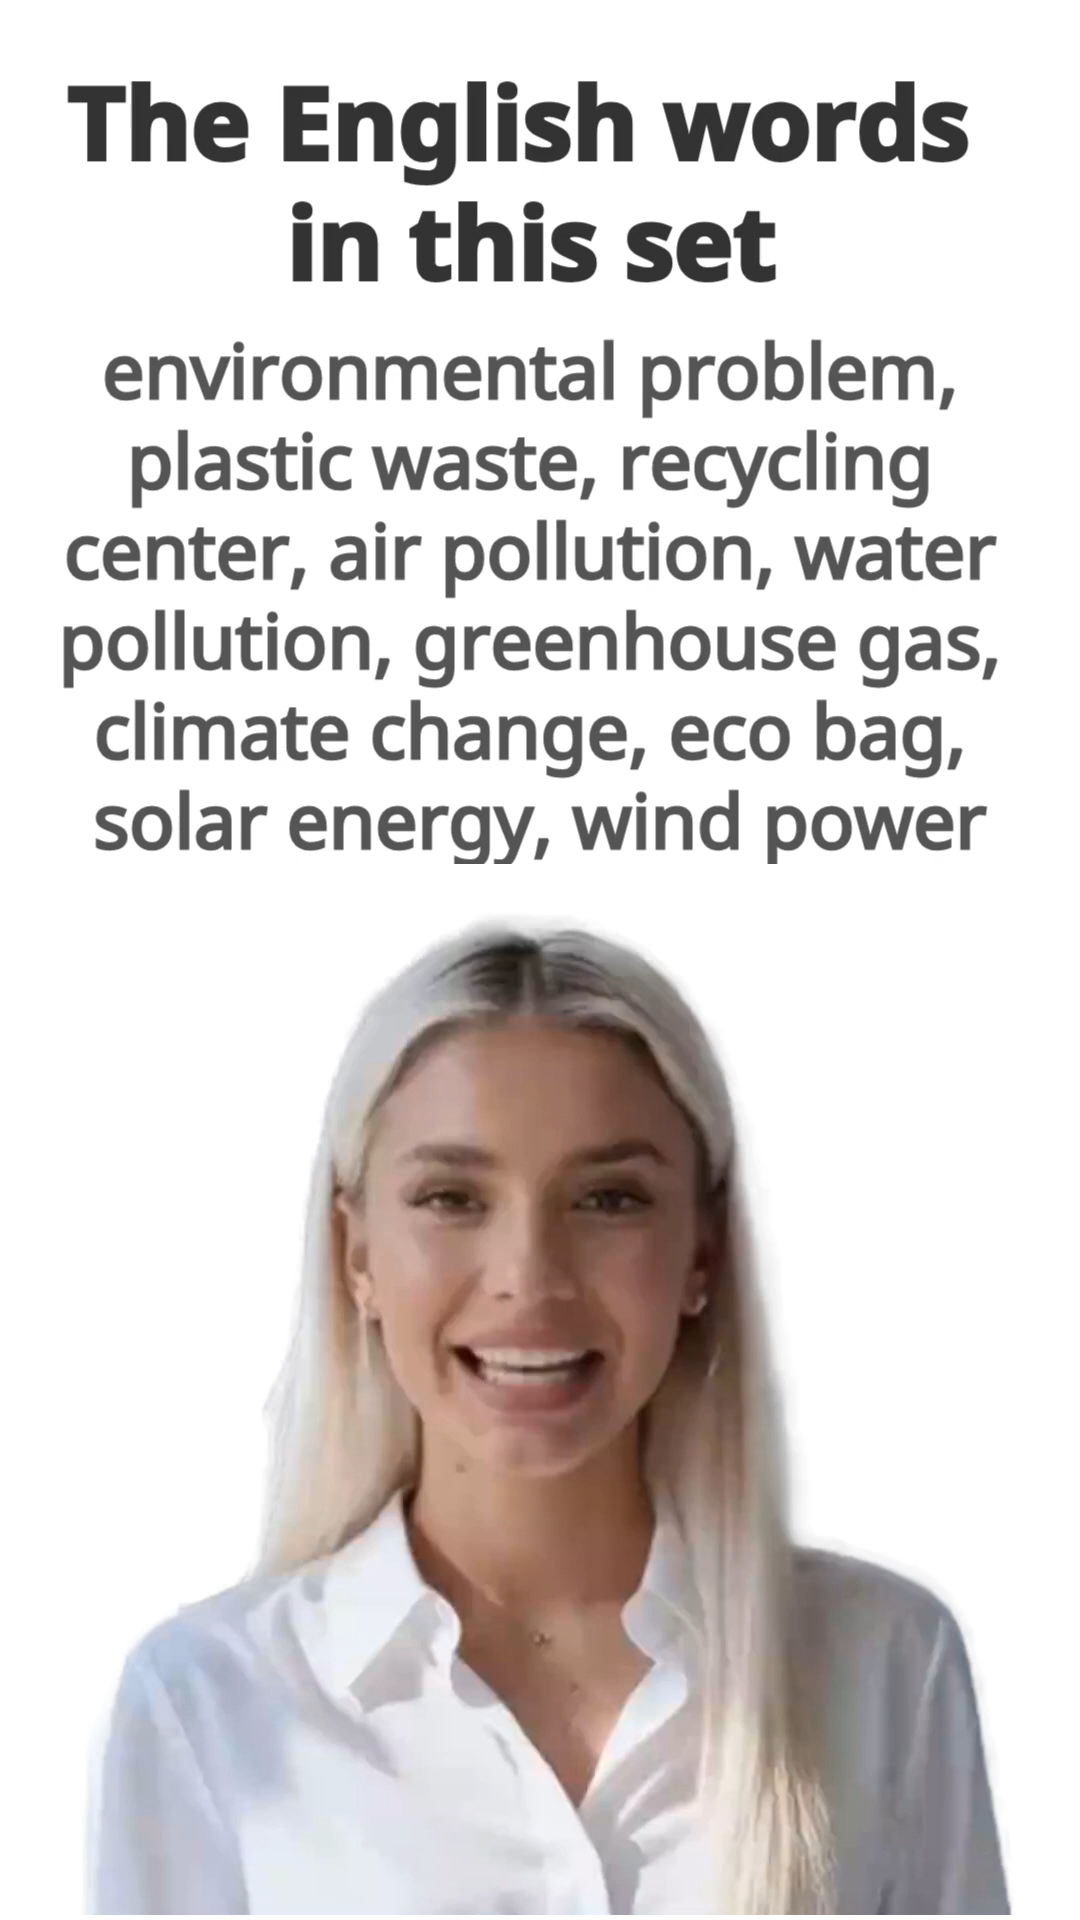 The English words
in this set
environmental problem,
plastic waste, recycling
center, air pollution, water
pollution, greenhouse gas,
climate change, eco bag,
solar energy, wind power